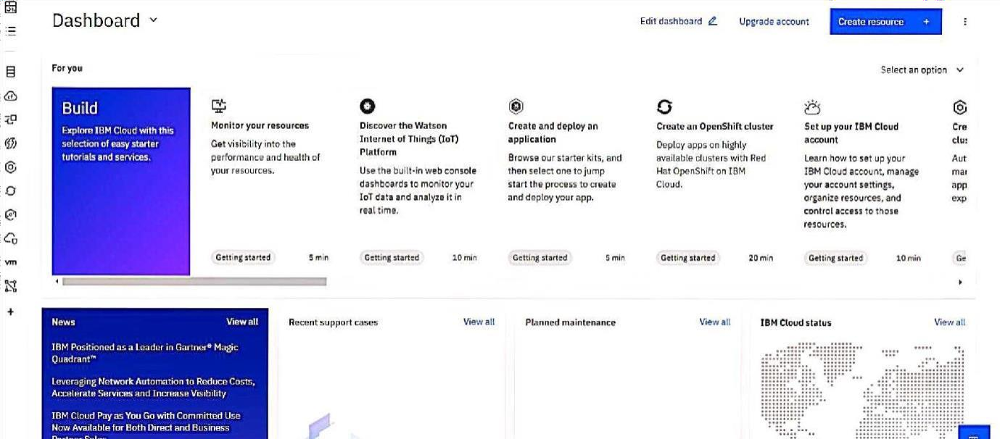 Dashboard
Edit dashboard
Upgrade account
Create resource +
For you
Select an option
Build
Explore IBM Cloud with this
selection of easy starter
tutorials and services.
Monitor your resources
Get visibility into the
performance and health of
your resources.
Getting started
5 min
Discover the Watson
Internet of Things (IoT)
Platform
Use the built-in web console
dashboards to monitor your
IoT data and analyze it in
real time.
Getting started
10 min
Create and deploy an
application
Browse our starter kits, and
then select one to jump
start the process to create
and deploy your app.
Getting started
5 min
Create an OpenShift cluster
Deploy apps on highly
available clusters with Red
Hat OpenShift on IBM
Cloud.
Getting started
20 min
Set up your IBM Cloud
account
Learn how to set up your
IBM Cloud account, manage
your account settings,
organize resources, and
control access to those
resources.
Getting started
10 min
Cre
clu
Aut
mar
app
exp
Ge
vm
News
View all
IBM Positioned as a Leader in Gartner® Magic
Quadrant™
Leveraging Network Automation to Reduce Costs,
Accelerate Services and Increase Visibility
IBM Cloud Pay as You Go with Committed Use
Now Available for Both Direct and Business
Recent support cases
View all
Planned maintenance
View all
IBM Cloud status
View all